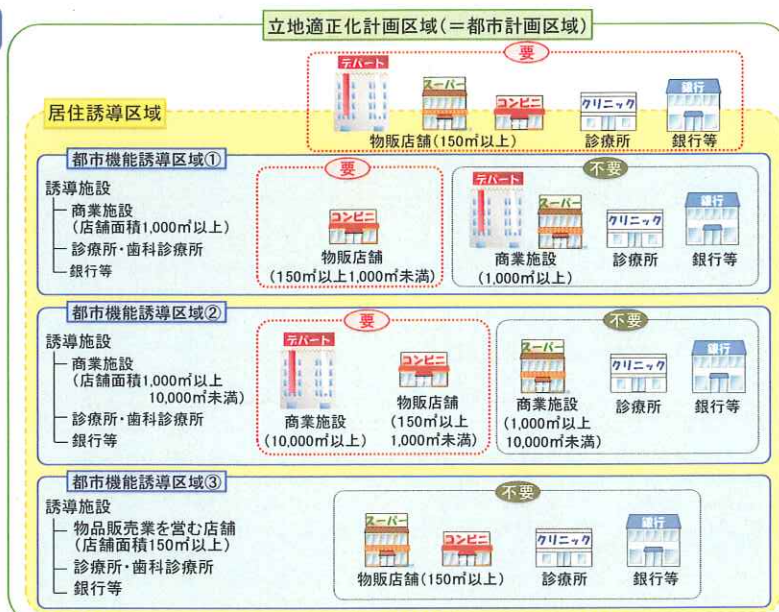 立地適正化計画区域(=都市計画区域)
要
デパート
スーパー
コンビニ
クリニック
銀行
居住誘導区域
物販店舗(150㎡以上)
診療所
銀行等
都市機能誘導区域①
誘導施設
商業施設
(店舗面積1,000㎡以上)
診療所・歯科診療所
銀行等
要
コンビニ
物販店舗
(150㎡以上1,000㎡未満)
不要
デパート
スーパー
クリニック
銀行
商業施設
(1,000㎡以上)
診療所
銀行等
都市機能誘導区域②
誘導施設
商業施設
(店舗面積1,000㎡以上
10,000㎡未満)
診療所・歯科診療所
銀行等
要
デパート
コンビニ
商業施設
(10,000㎡以上)
物販店舗
(150㎡以上
1,000㎡未満)
不要
スーパー
クリニック
銀行
商業施設
(1,000㎡以上
10,000㎡未満)
診療所
銀行等
都市機能誘導区域③
誘導施設
物品販売業を営む店舗
(店舗面積150㎡以上)
診療所・歯科診療所
銀行等
不要
スーパー
コンビニ
クリニック
銀行
物販店舗(150㎡以上)
診療所
銀行等